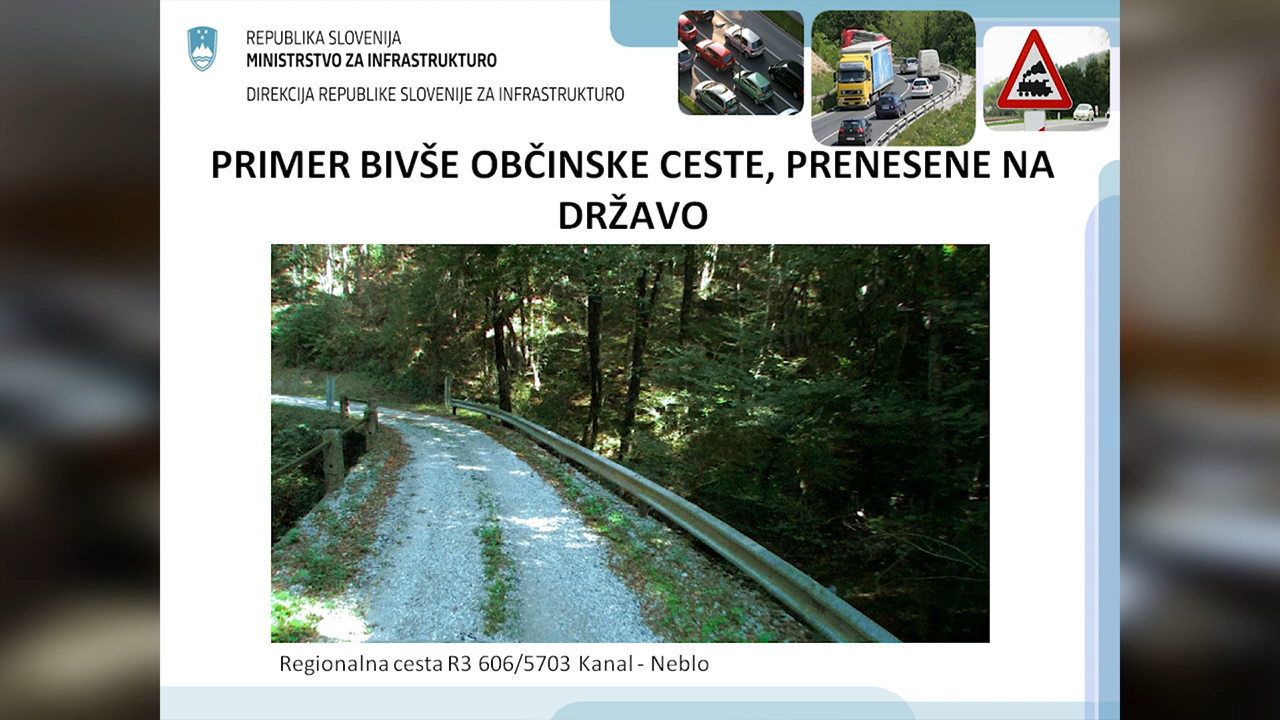 REPUBLIKA SLOVENIJA
MINISTRSTVO ZA INFRASTRUKTURO
DIREKCIJA REPUBLIKE SLOVENIJE ZA INFRASTRUKTURO
PRIMER BIVŠE OBČINSKE CESTE, PRENESENE NA
DRŽAVO
Regionalna cesta R3 606/5703 Kanal - Neblo